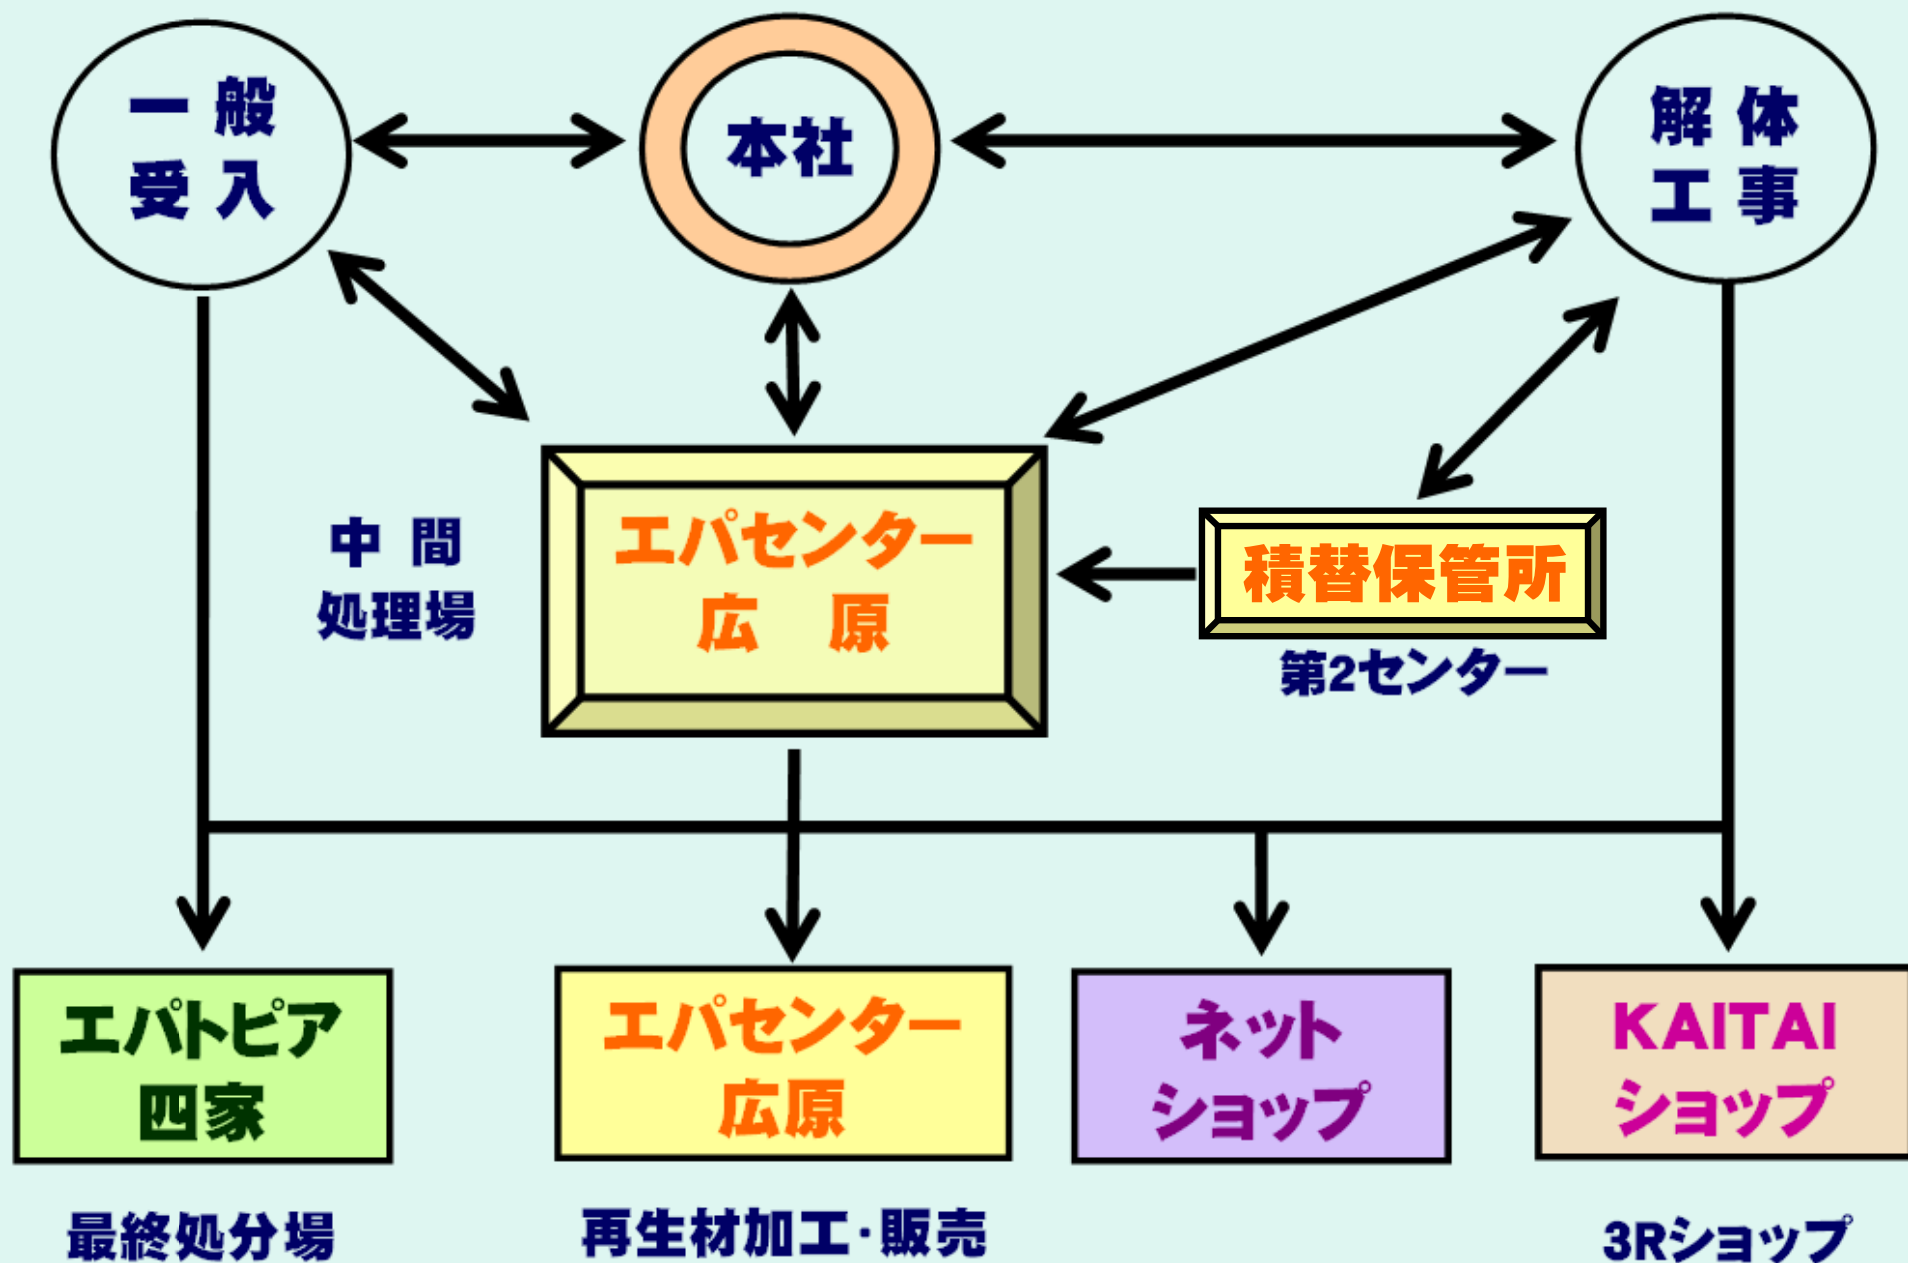 一般
受入
本社
解体
工事
中間
処理場
エパセンター
広原
積替保管所
第2センター
エパトピア
四家
エパセンター
広原
ネット
ショップ
KAITAI
ショップ
最終処分場
再生材加工・販売
3Rショップ